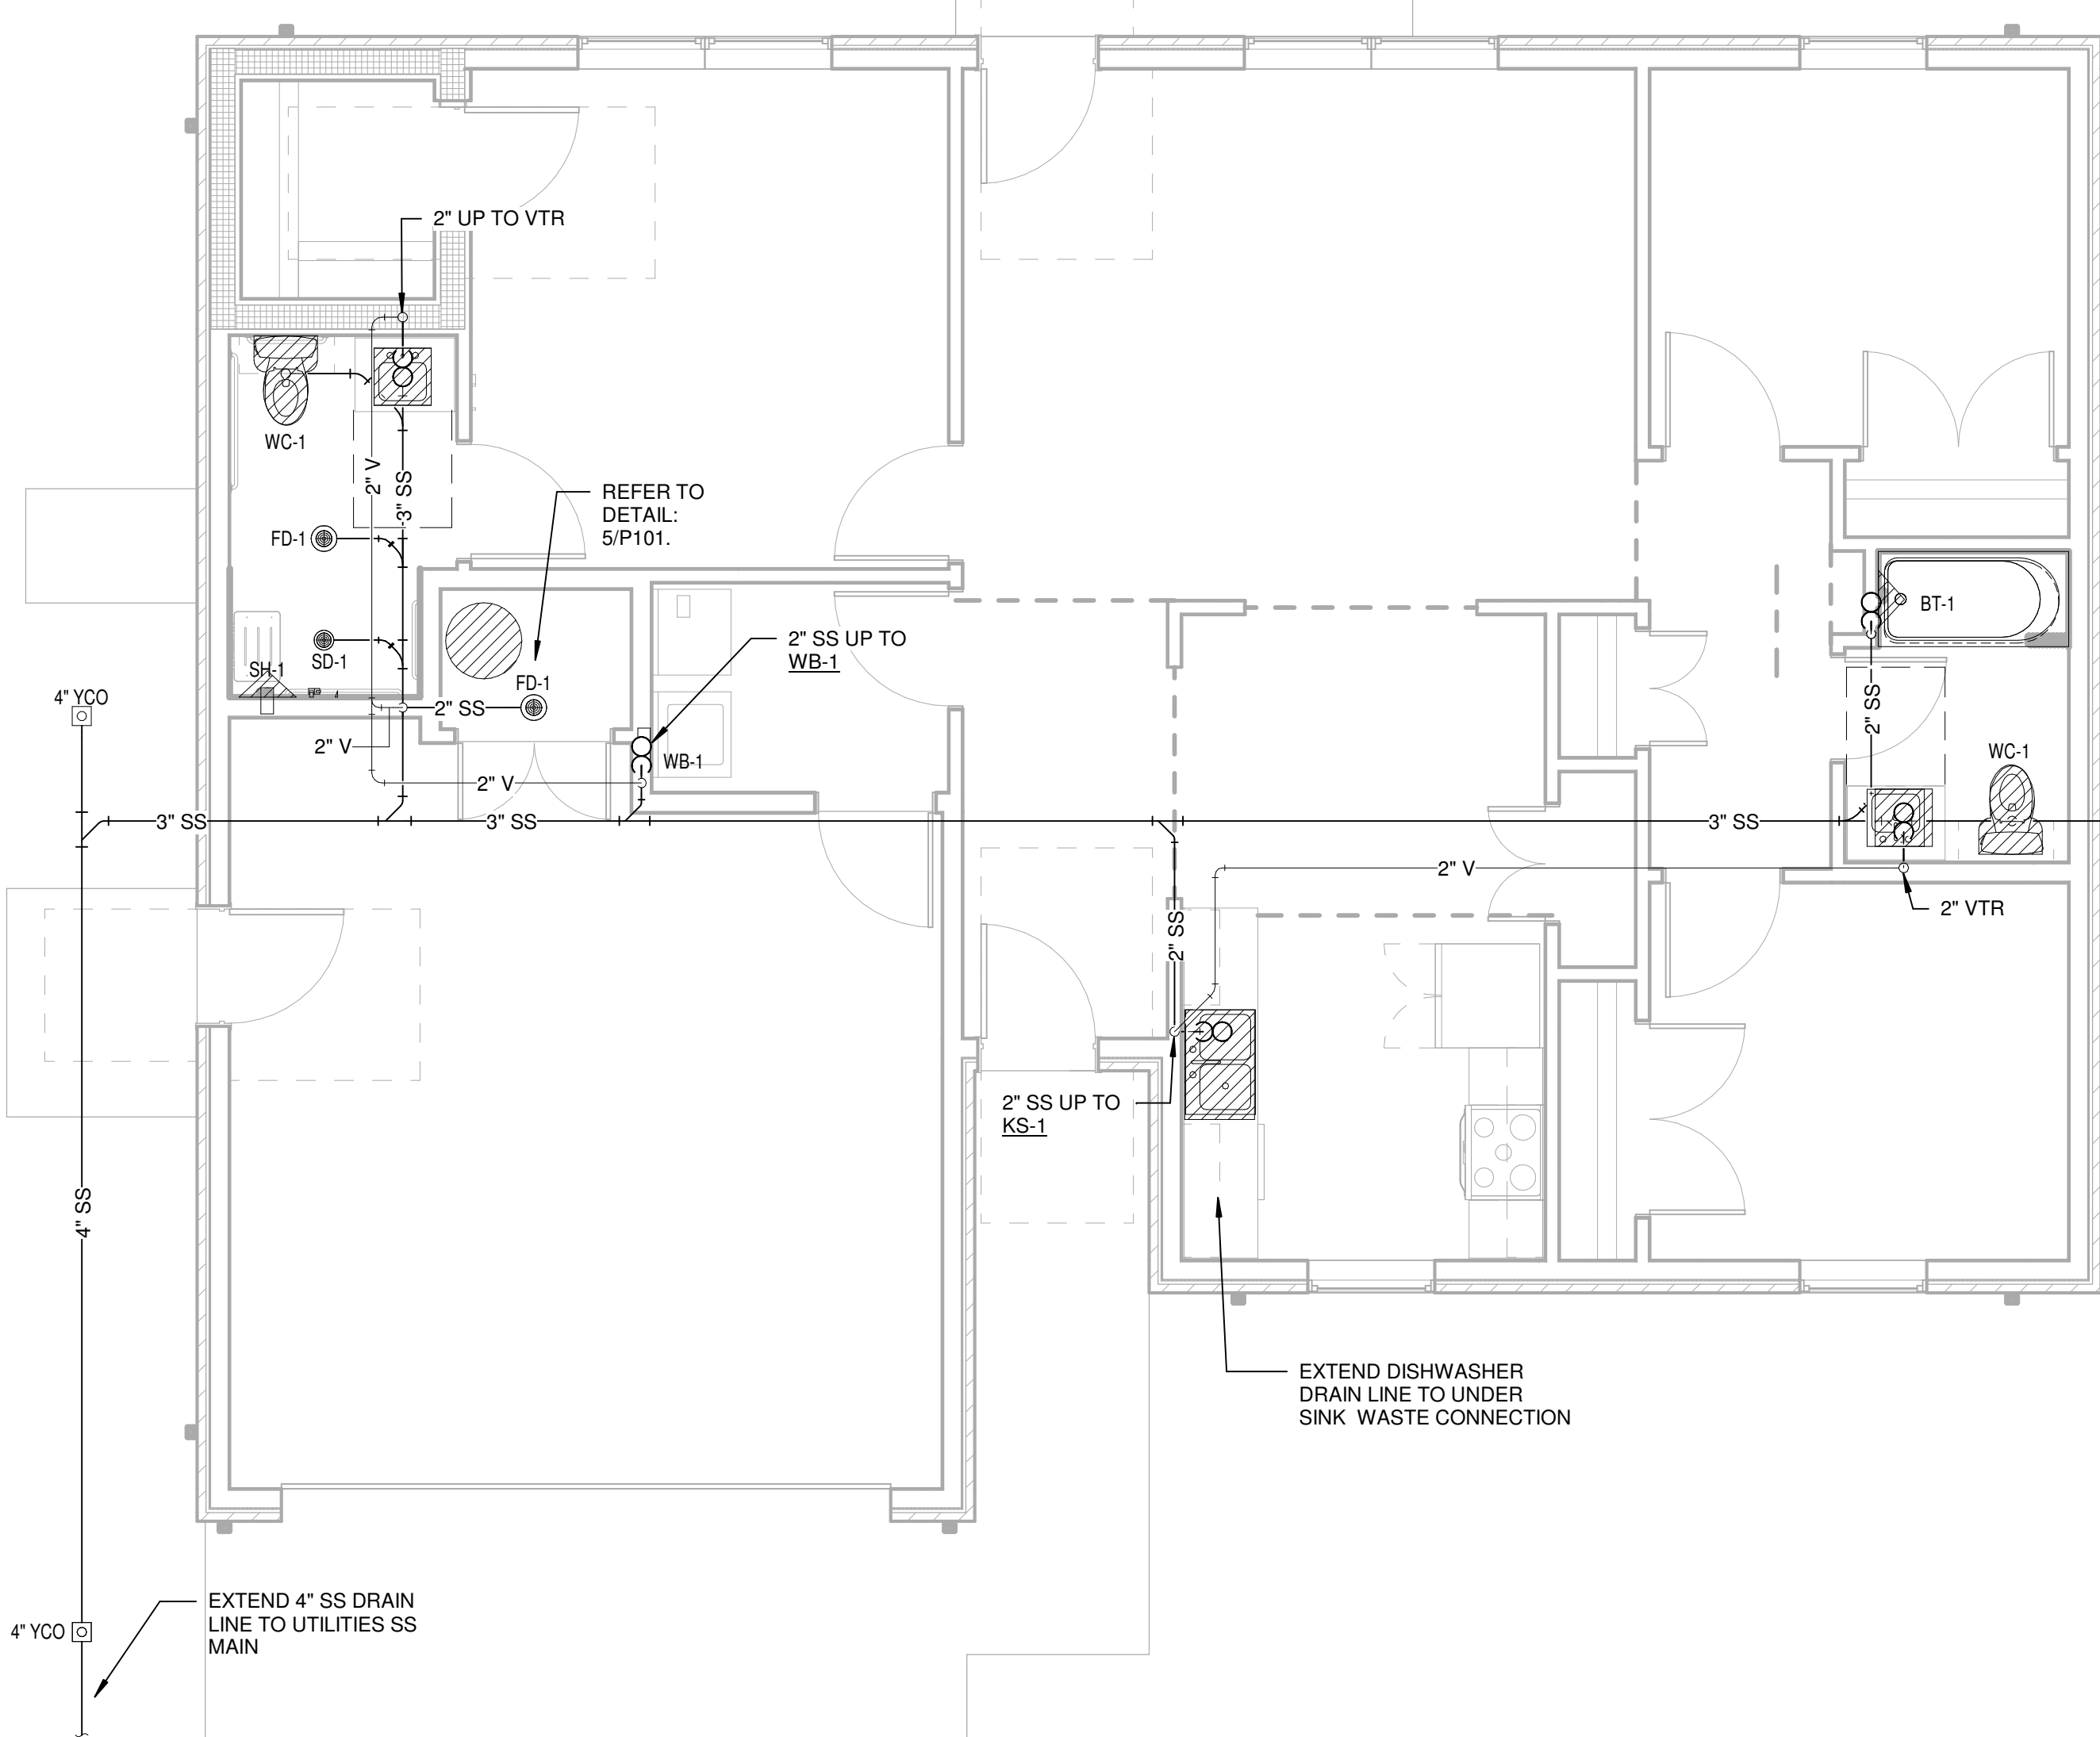 2" UP TO VTR
WC-1
2" V
3" SS
REFER TO
DETAIL:
5/P101.
FD-1
SD-1
SH-1
FD-1
2" SS
2" V
2" SS UP TO
WB-1
WB-1
2" V
4" YCO
3" SS
3" SS
3" SS
BT-1
2" SS
WC-1
2" V
2" VTR
2" SS
2" SS UP TO
KS-1
4" SS
EXTEND DISHWASHER
DRAIN LINE TO UNDER
SINK WASTE CONNECTION
EXTEND 4" SS DRAIN
LINE TO UTILITIES SS
MAIN
4" YCO